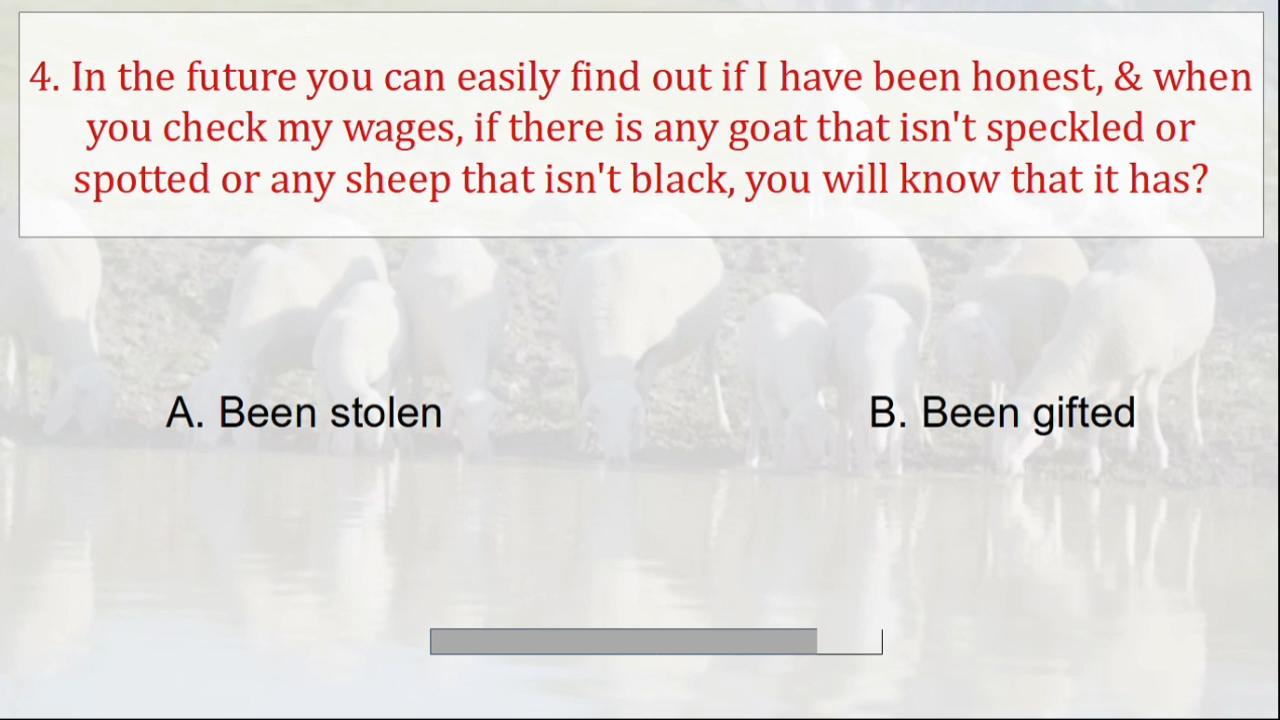 4. In the future you can easily find out if I have been honest, & when
you check my wages, if there is any goat that isn't speckled or
spotted or any sheep that isn't black, you will know that it has?
A. Been stolen
B. Been gifted